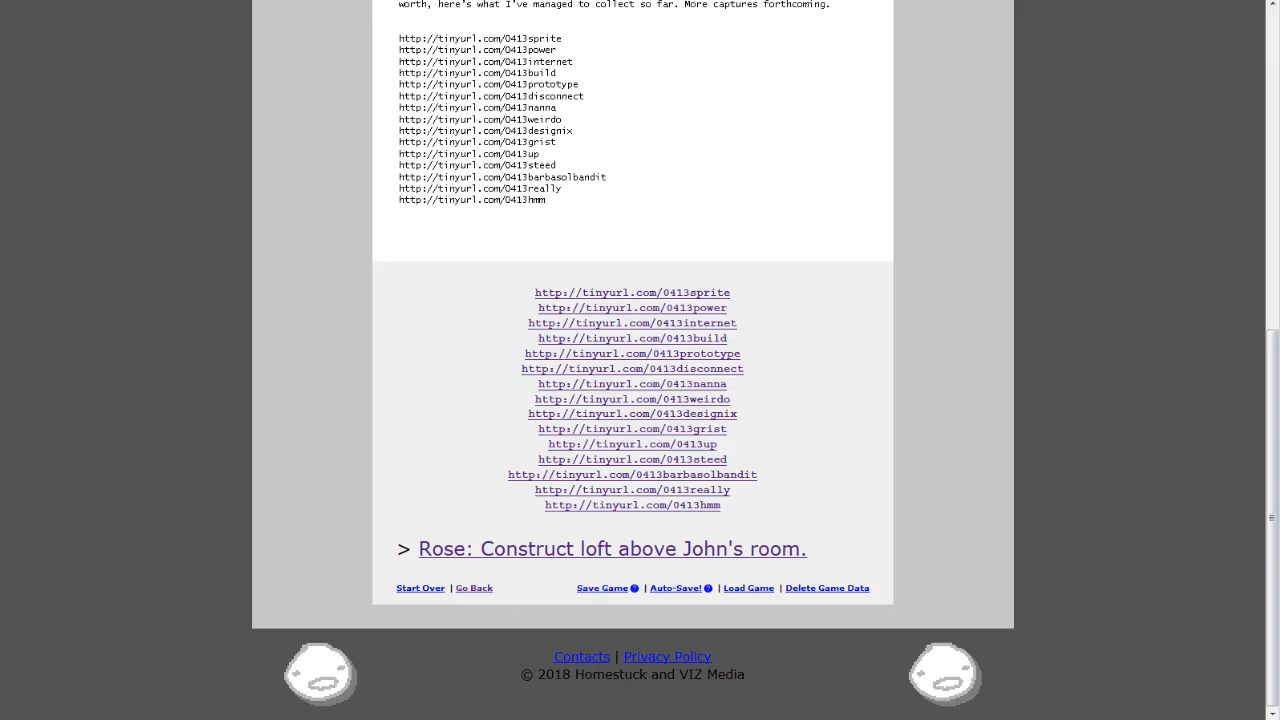 worth, here's what I've managed to collect so far. More captures forthcoming.
http://tinyurl.com/0413sprite
http://tinyurl.com/0413power
http://tinyurl.com/0413internet
http://tinyurl.com/0413build
http://tinyurl.com/0413prototype
http://tinyurl.com/0413disconnect
http://tinyurl.com/0413nanna
http://tinyurl.com/0413weirdo
http://tinyurl.com/0413designix
http://tinyurl.com/0413grist
http://tinyurl.com/0413up
http://tinyurl.com/0413steed
http://tinyurl.com/0413barbasolbandit
http://tinyurl.com/0413really
http://tinyurl.com/0413hmm
http://tinyurl.com/0413sprite
http://tinyurl.com/0413power
http://tinyurl.com/0413internet
http://tinyurl.com/0413build
http://tinyurl.com/0413prototype
http://tinyurl.com/0413disconnect
http://tinyurl.com/0413nanna
http://tinyurl.com/0413weirdo
http://tinyurl.com/0413designix
http://tinyurl.com/0413grist
http://tinyurl.com/0413up
http://tinyurl.com/0413steed
http://tinyurl.com/0413barbasolbandit
http://tinyurl.com/0413really
http://tinyurl.com/0413hmm
> Rose: Construct loft above John's room.
Start Over | Go Back Save Game ? | Auto-Save! ? | Load Game | Delete Game Data
Contacts | Privacy Policy
© 2018 Homestuck and VIZ Media